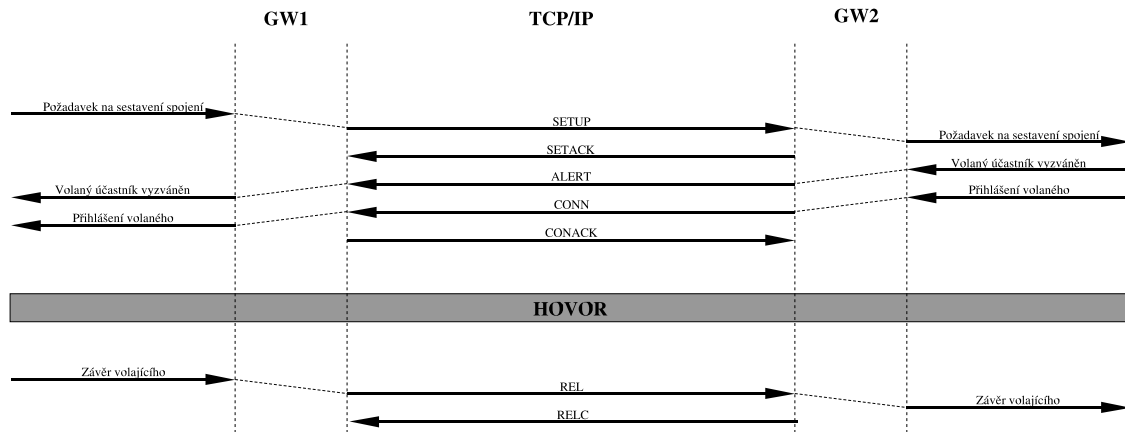 GW1
TCP/IP
GW2
Požadavek na sestavení spojení
SETUP
Požadavek na sestavení spojení
SETACK
Volaný účastník vyzváněn
ALERT
Volaný účastník vyzváněn
CONN
Přihlášení volaného
Přihlášení volaného
CONACK
HOVOR
Závěr volajícího
REL
Závěr volajícího
RELC